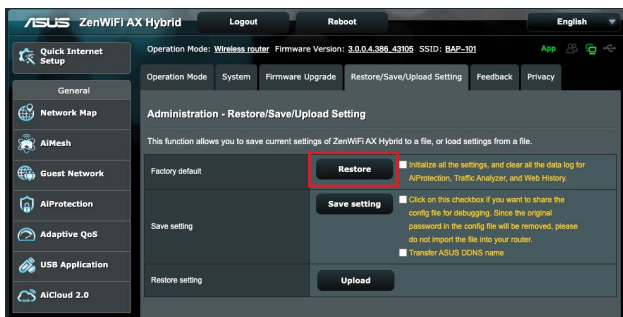 ASUS ZenWiFi AX Hybrid Logout Reboot English
Quick Internet Setup
Operation Mode: Wireless router Firmware Version: 3.0.0.4.386_43105 SSID: BAP-101 App
Operation Mode System Firmware Upgrade Restore/Save/Upload Setting Feedback Privacy
General
Network Map
AiMesh
Guest Network
AiProtection
Adaptive QoS
USB Application
AiCloud 2.0
Administration - Restore/Save/Upload Setting
This function allows you to save current settings of ZenWiFi AX Hybrid to a file, or load settings from a file.
Factory default Restore Initialize all the settings, and clear all the data log for
AiProtection, Traffic Analyzer, and Web History.
Save setting Save setting Click on this checkbox if you want to share the
config file for debugging. Since the original
password in the config file will be removed, please
do not import the file into your router.
Transfer ASUS DDNS name
Restore setting Upload